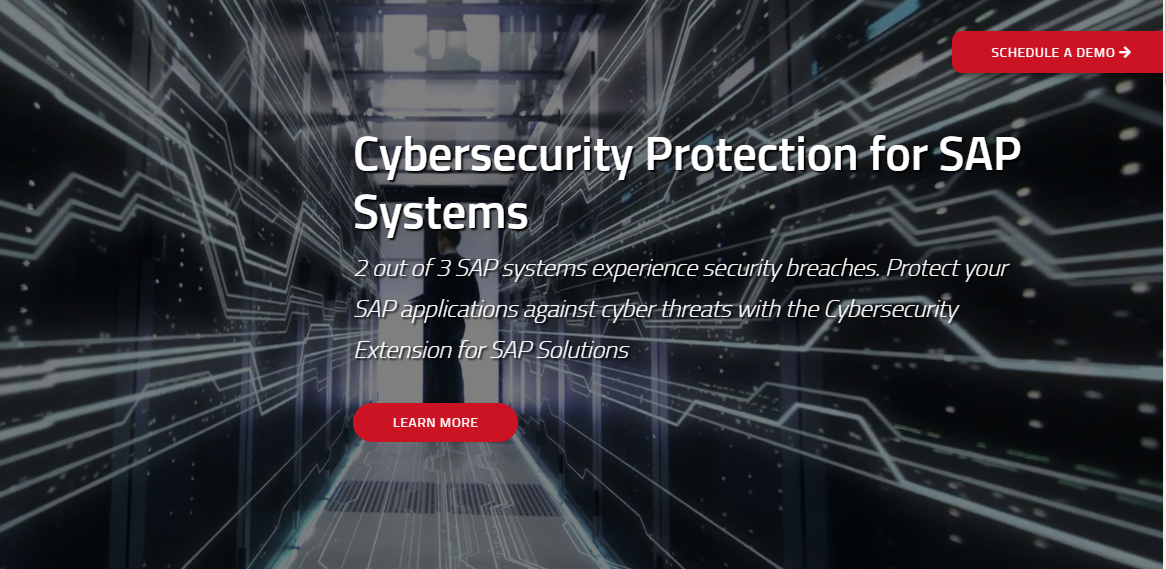 SCHEDULE A DEMO →
Cybersecurity Protection for SAP
Systems
2 out of 3 SAP systems experience security breaches. Protect your
SAP applications against cyber threats with the Cybersecurity
Extension for SAP Solutions
LEARN MORE